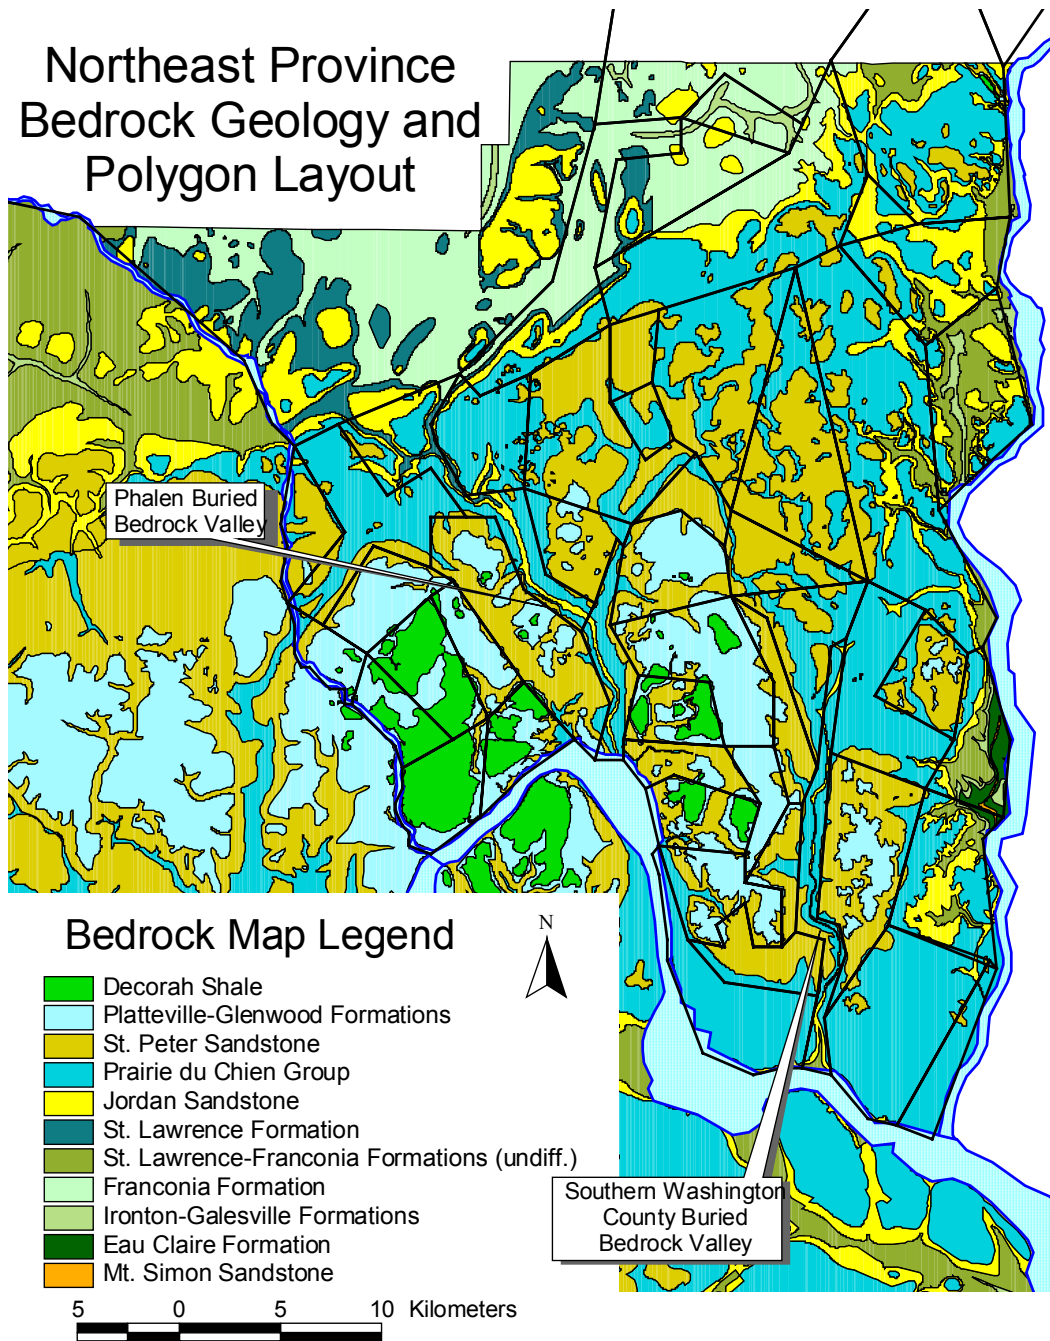 Northeast Province
Bedrock Geology and
Polygon Layout
Phalen Buried
Bedrock Valley
Bedrock Map Legend
N
Decorah Shale
Platteville-Glenwood Formations
St. Peter Sandstone
Prairie du Chien Group
Jordan Sandstone
St. Lawrence Formation
St. Lawrence-Franconia Formations (undiff.)
Franconia Formation
Ironton-Galesville Formations
Eau Claire Formation
Mt. Simon Sandstone
Southern Washington
County Buried
Bedrock Valley
5 0 5 10 Kilometers